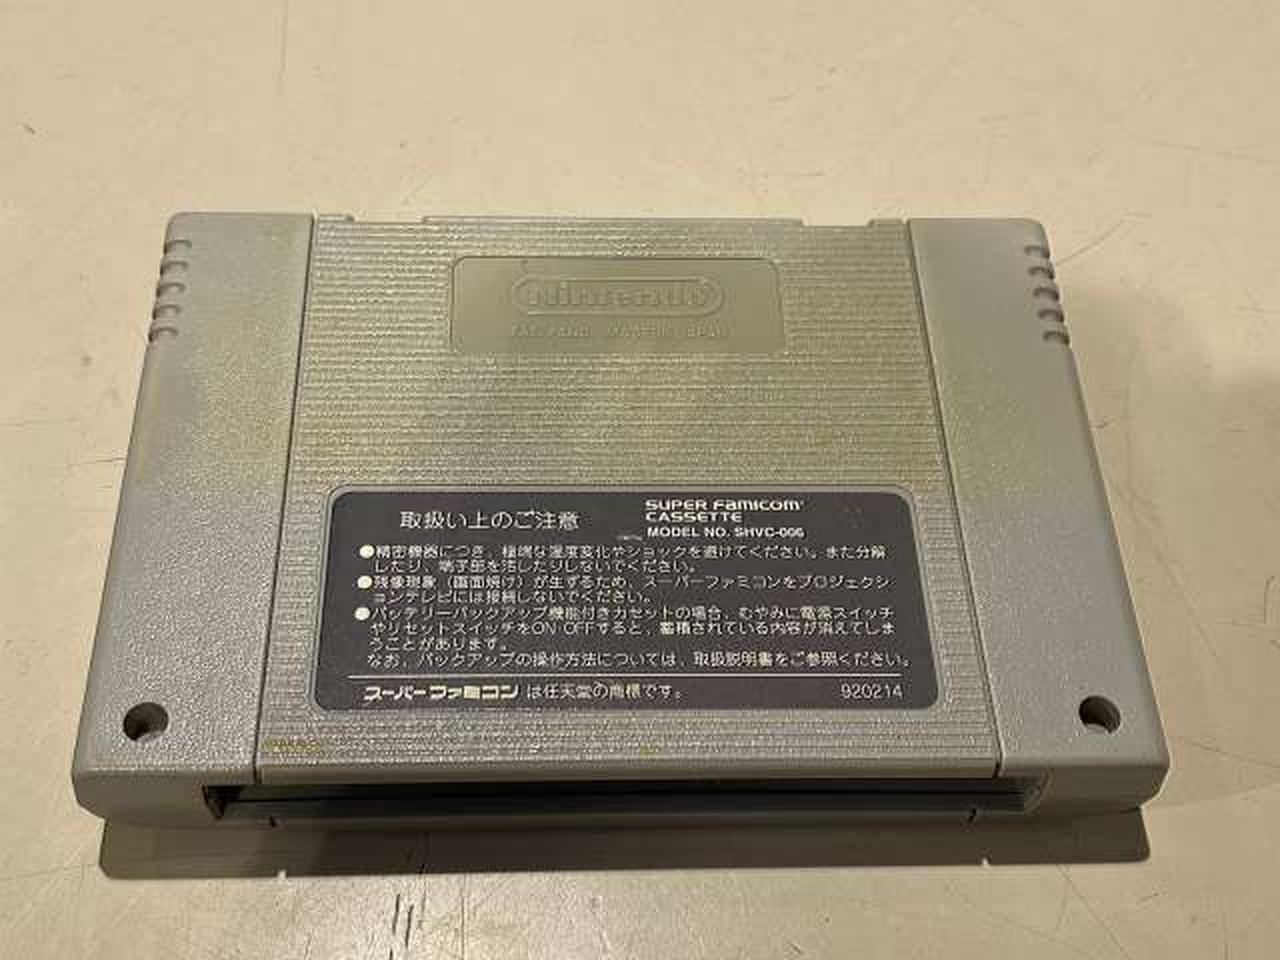 Nintendo
取扱い上のご注意
SUPER FAMICOM
CASSETTE
MODEL NO. SHVC-006
●精密機器につき、極端な温度変化やショックを避けてください。また分解
したり、端子部を汚したりしないでください。
●残像現象(画面焼け)が生ずるため、スーパーファミコンをプロジェクシ
ョンテレビには接続しないでください。
●バッテリーバックアップ機能付きカセットの場合、むやみに電源スイッチ
やリセットスイッチをON OFFすると、蓄積されている内容が消えてしま
うことがあります。
なお、バックアップの操作方法については、取扱説明書をご参照ください。
スーパーファミコン は任天堂の商標です。
920214